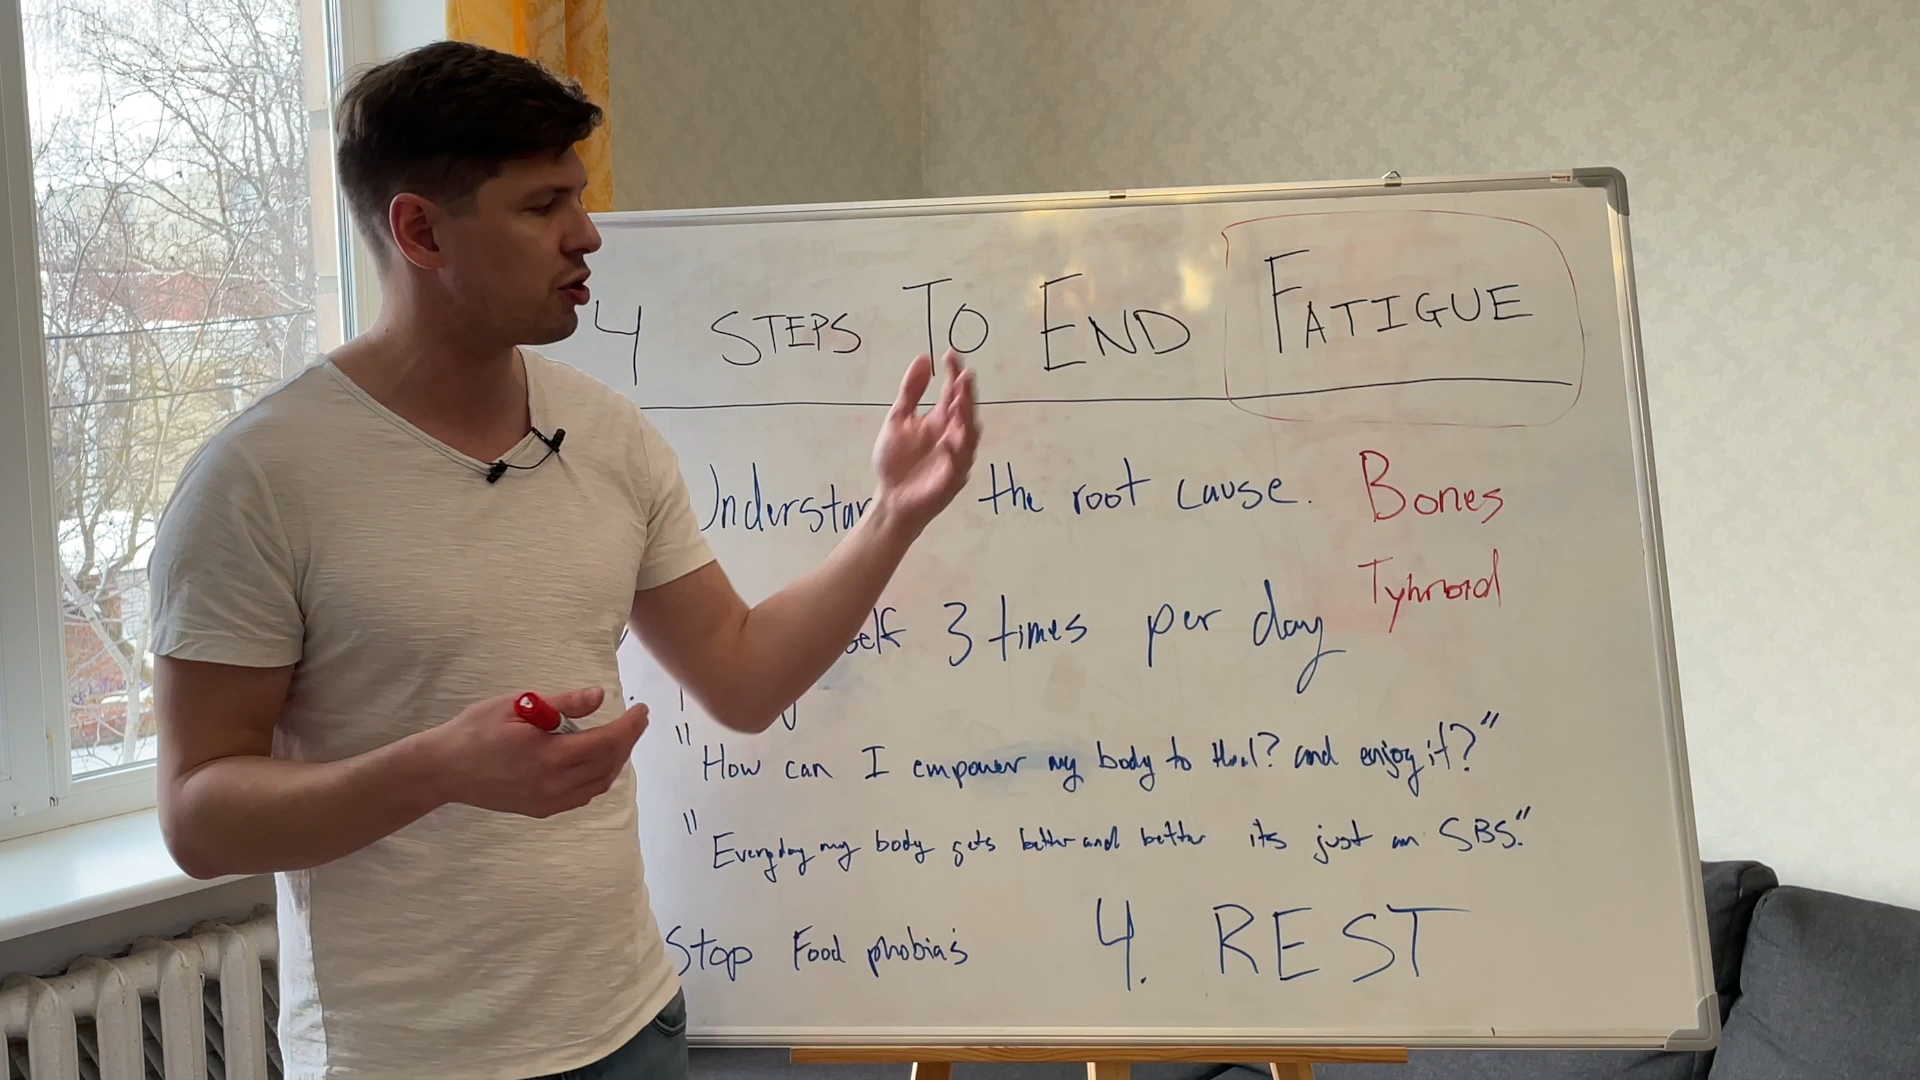 4 STEPS TO END FATIGUE
Understan the root cause. Bones
Tyhroid
self 3 times per day
"How can I empower my body to heal? and enjoy it?"
"Everyday my body gets better and better its just an SBS."
Stop Food phobia's 4. REST